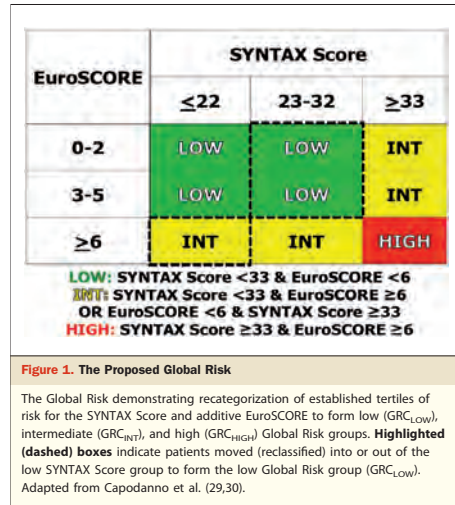 SYNTAX Score
EuroSCORE
≤22 23-32 ≥33
0-2 LOW LOW INT
3-5 LOW LOW INT
≥6 INT INT HIGH
LOW: SYNTAX Score <33 & EuroSCORE <6
INT: SYNTAX Score <33 & EuroSCORE ≥6
OR EuroSCORE <6 & SYNTAX Score ≥33
HIGH: SYNTAX Score ≥33 & EuroSCORE ≥6
Figure 1. The Proposed Global Risk
The Global Risk demonstrating recategorization of established tertiles of
risk for the SYNTAX Score and additive EuroSCORE to form low (GRCLOW),
intermediate (GRCINT), and high (GRCHIGH) Global Risk groups. Highlighted
(dashed) boxes indicate patients moved (reclassified) into or out of the
low SYNTAX Score group to form the low Global Risk group (GRCLOW).
Adapted from Capodanno et al. (29,30).